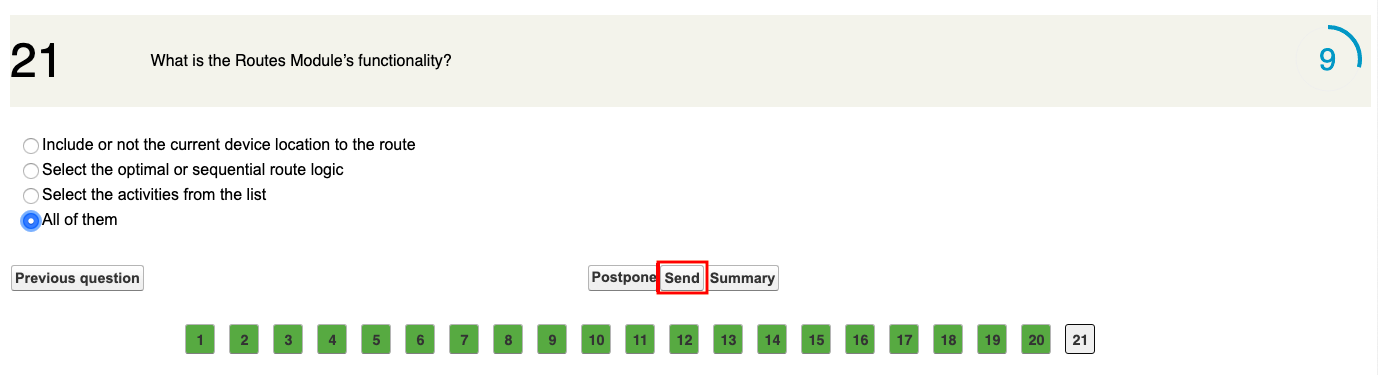 21 What is the Routes Module’s functionality? 9
Include or not the current device location to the route
Select the optimal or sequential route logic
Select the activities from the list
All of them
Previous question Postpone Send Summary
1 2 3 4 5 6 7 8 9 10 11 12 13 14 15 16 17 18 19 20 21